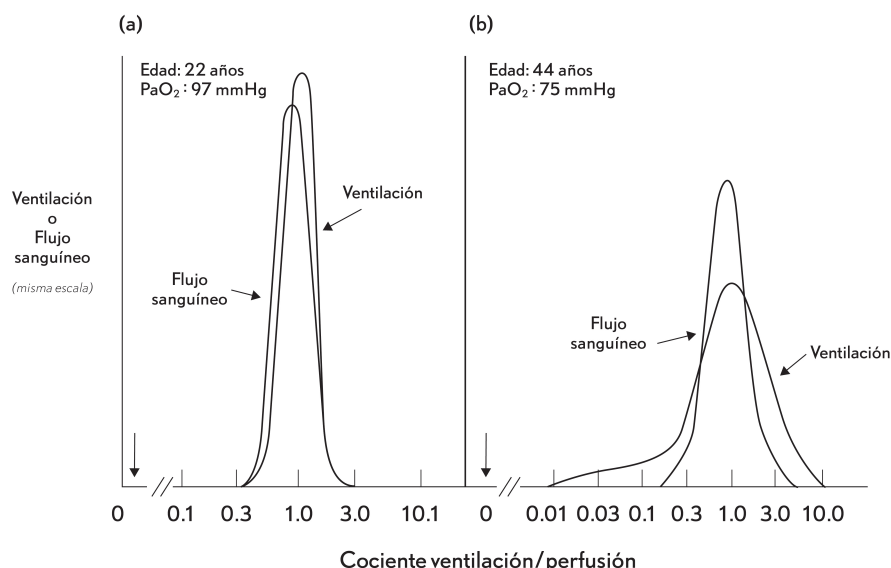 (a)
Edad: 22 años
PaO₂ : 97 mmHg
Ventilación
o
Flujo
sanguíneo
(misma escala)
Ventilación
Flujo
sanguíneo
0 0.1 0.3 1.0 3.0 10.1
(b)
Edad: 44 años
PaO₂ : 75 mmHg
Flujo
sanguíneo
Ventilación
0 0.01 0.03 0.1 0.3 1.0 3.0 10.0
Cociente ventilación/perfusión